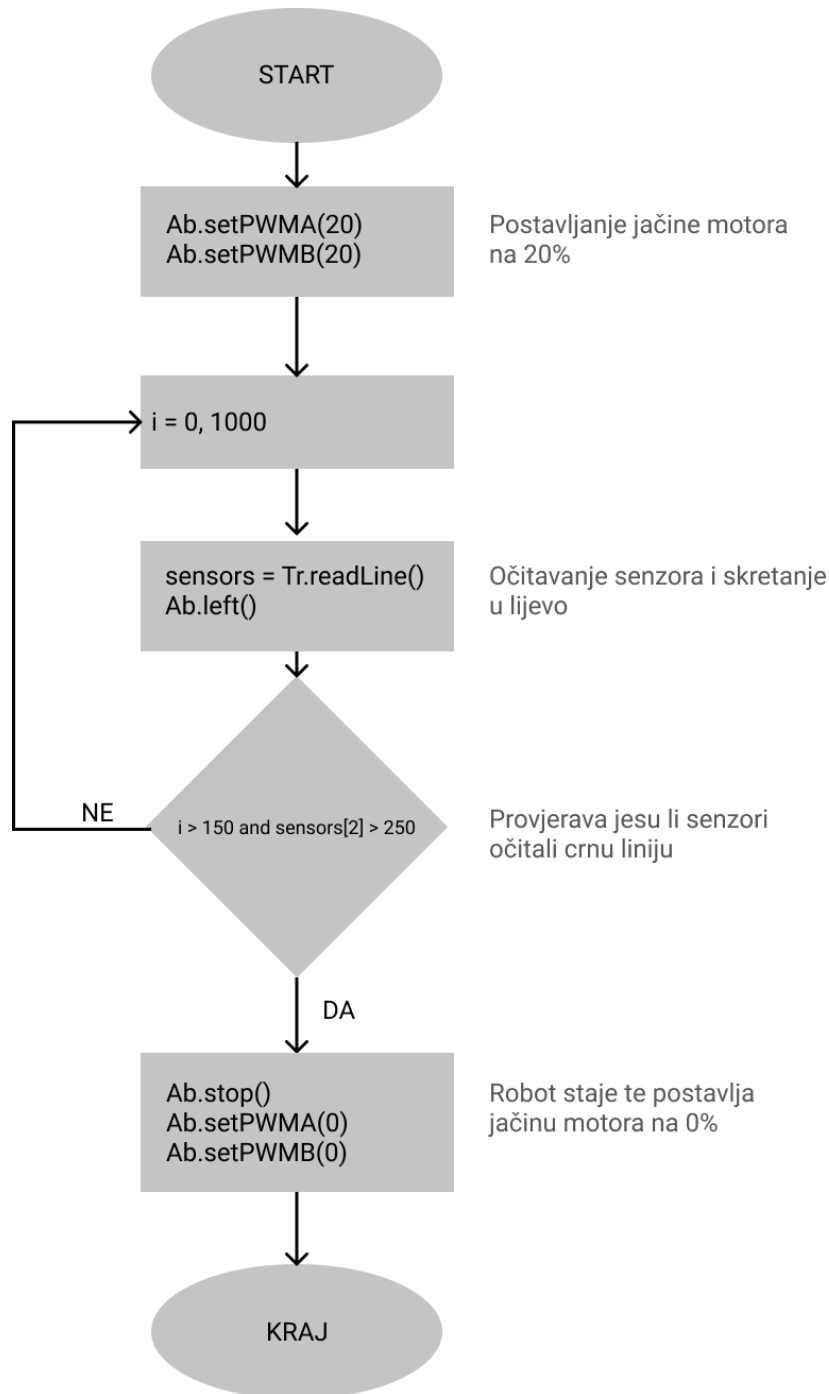 START
Ab.setPWMA(20)
Ab.setPWMB(20)
Postavljanje jačine motora
na 20%
i = 0, 1000
sensors = Tr.readLine()
Ab.left()
Očitavanje senzora i skretanje
u lijevo
NE
i > 150 and sensors[2] > 250
Provjerava jesu li senzori
očitali crnu liniju
DA
Ab.stop()
Ab.setPWMA(0)
Ab.setPWMB(0)
Robot staje te postavlja
jačinu motora na 0%
KRAJ